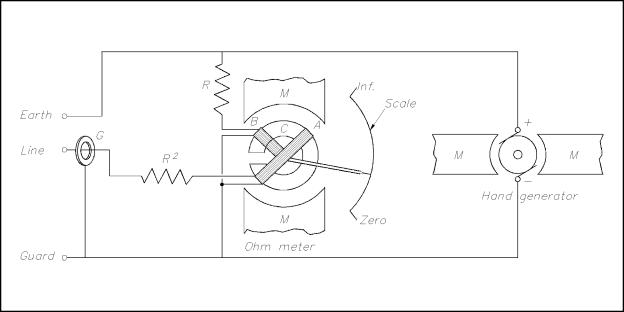 Inf.
M
R
Scale
Earth
B
C
A
+
G
Line
R²
M
M
−
Hand generator
M
Zero
Ohm meter
Guard